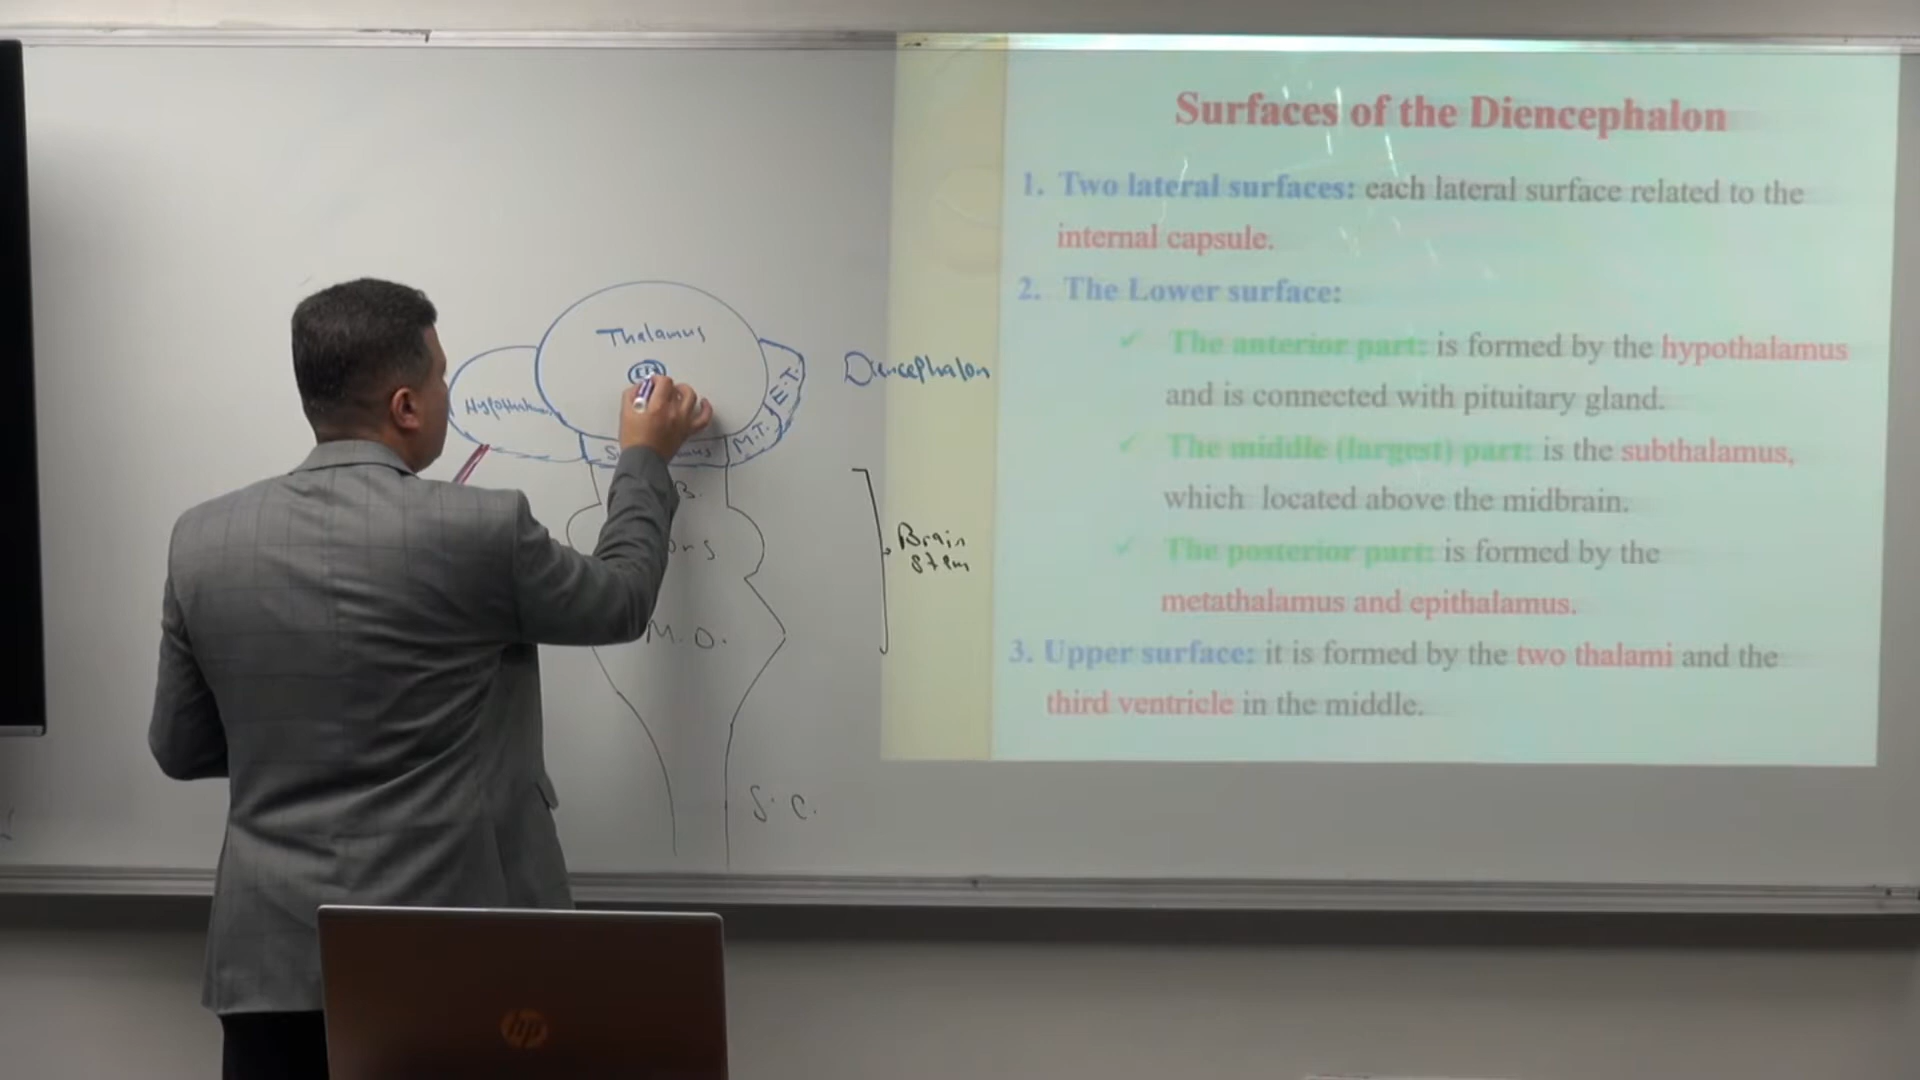 Surfaces of the Diencephalon
1. Two lateral surfaces: each lateral surface related to the
internal capsule.
2. The Lower surface:
✓ The anterior part: is formed by the hypothalamus
and is connected with pituitary gland.
✓ The middle (largest) part: is the subthalamus,
which located above the midbrain.
✓ The posterior part: is formed by the
metathalamus and epithalamus.
3. Upper surface: it is formed by the two thalami and the
third ventricle in the middle.
Thalamus
Diencephalon
E.T.
M.T.
B.
Brain
stem
M.O.
S.C.
hp